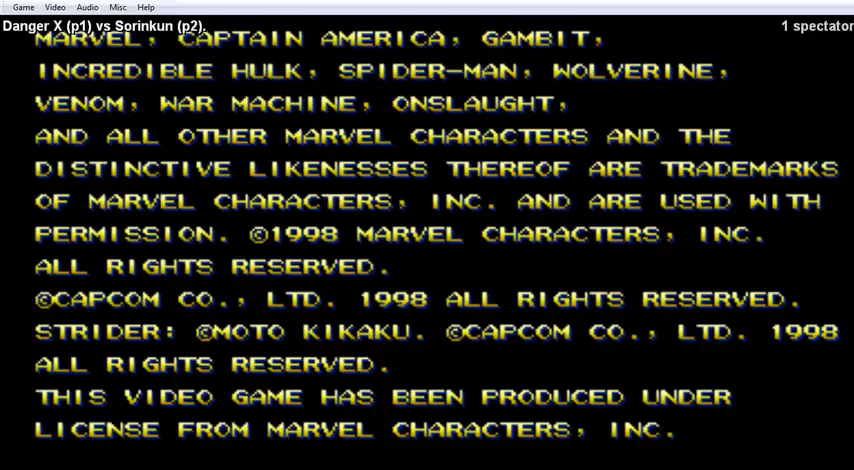 Game Video Audio Misc Help
Danger X (p1) vs Sorinkun (p2). 1 spectator
MARVEL, CAPTAIN AMERICA, GAMBIT,
INCREDIBLE HULK, SPIDER-MAN, WOLVERINE,
VENOM, WAR MACHINE, ONSLAUGHT,
AND ALL OTHER MARVEL CHARACTERS AND THE
DISTINCTIVE LIKENESSES THEREOF ARE TRADEMARKS
OF MARVEL CHARACTERS, INC. AND ARE USED WITH
PERMISSION. ©1998 MARVEL CHARACTERS, INC.
ALL RIGHTS RESERVED.
©CAPCOM CO., LTD. 1998 ALL RIGHTS RESERVED.
STRIDER: ©MOTO KIKAKU. ©CAPCOM CO., LTD. 1998
ALL RIGHTS RESERVED.
THIS VIDEO GAME HAS BEEN PRODUCED UNDER
LICENSE FROM MARVEL CHARACTERS, INC.